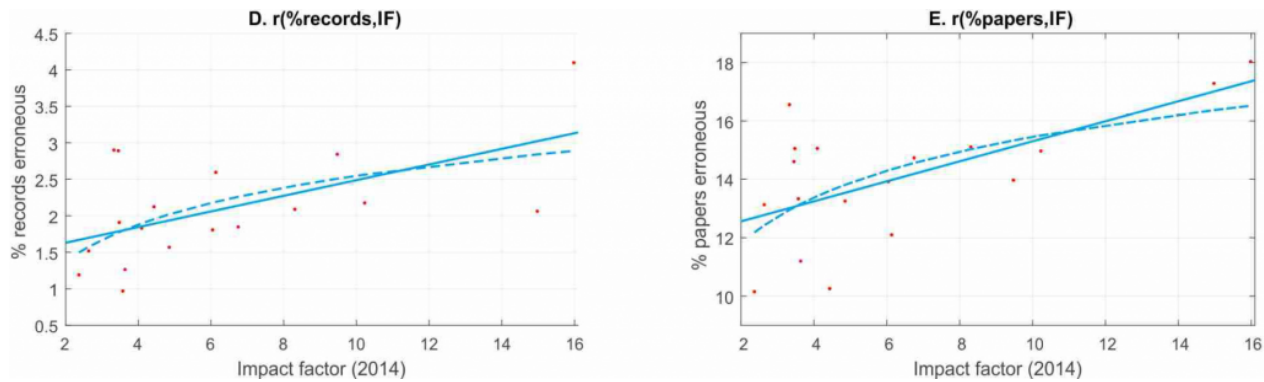 D. r(%records,IF)
4.5
4
3.5
3
2.5
2
1.5
1
0.5
% records erroneous
2 4 6 8 10 12 14 16
Impact factor (2014)
E. r(%papers,IF)
18
16
14
12
10
% papers erroneous
2 4 6 8 10 12 14 16
Impact factor (2014)